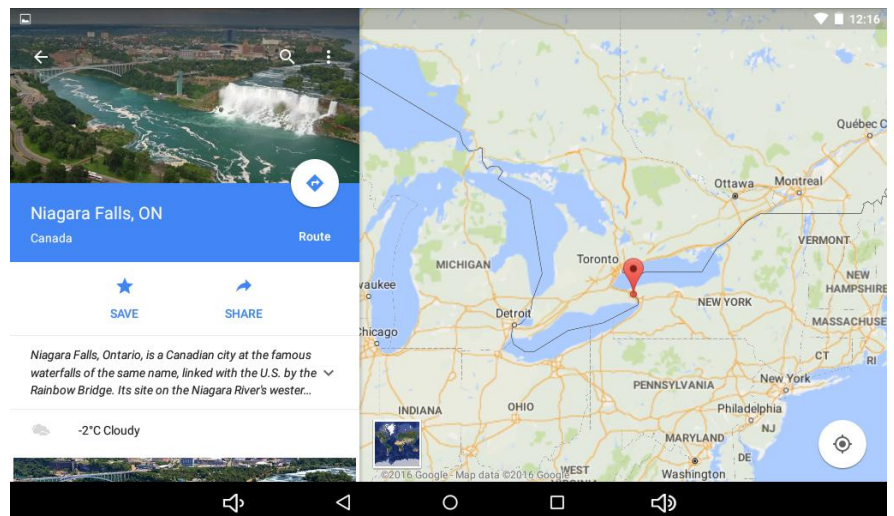 12:16
Niagara Falls, ON
Canada
Route
SAVE
SHARE
Niagara Falls, Ontario, is a Canadian city at the famous
waterfalls of the same name, linked with the U.S. by the
Rainbow Bridge. Its site on the Niagara River's wester...
-2°C Cloudy
Québec C
Ottawa
Montreal
VERMONT
Toronto
MICHIGAN
NEW
HAMPSHIRE
vaukee
NEW YORK
Detroit
MASSACHUSE
Chicago
CT
RI
PENNSYLVANIA
New York
INDIANA
OHIO
Philadelphia
NJ
MARYLAND
DE
WEST
Washington
©2016 Google - Map data ©2016 Google